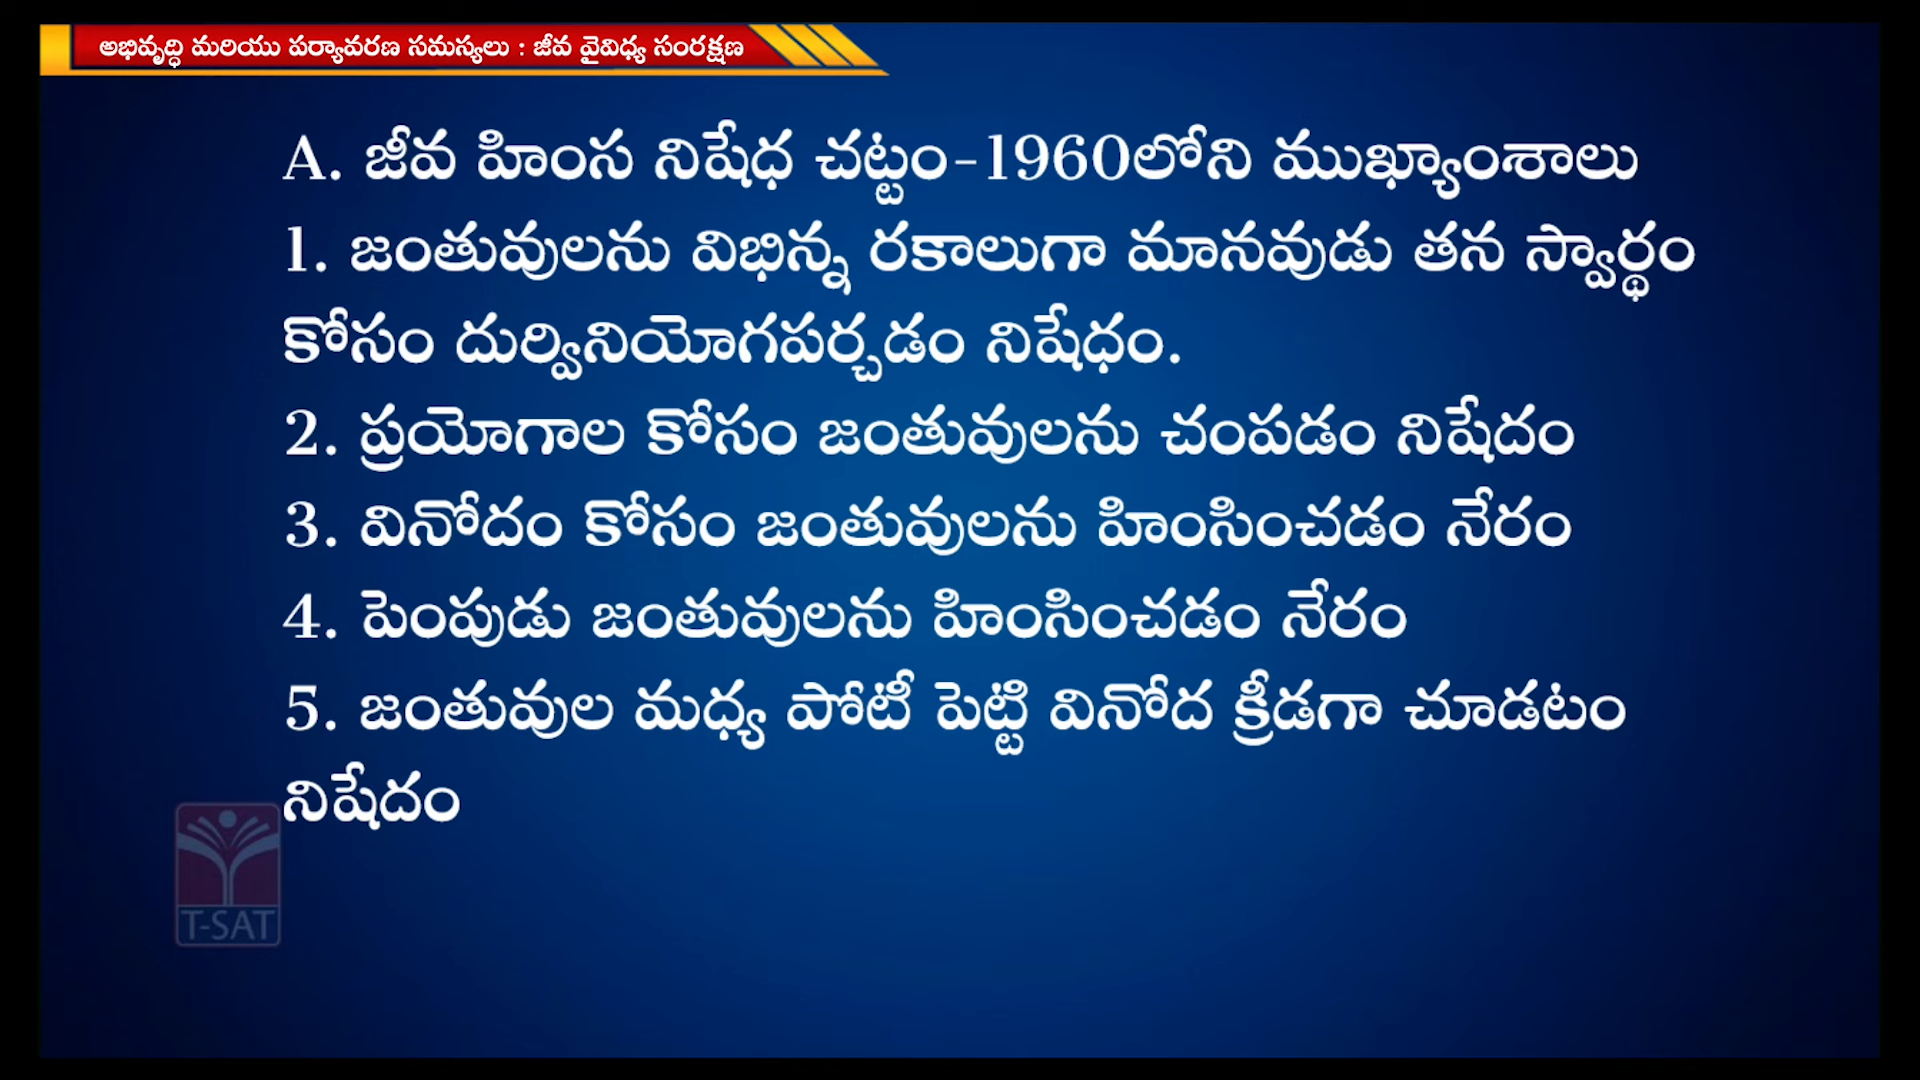 అభివృద్ధి మరియు పర్యావరణ సమస్యలు : జీవ వైవిధ్య సంరక్షణ
A. జీవ హింస నిషేధ చట్టం-1960లోని ముఖ్యాంశాలు
1. జంతువులను విభిన్న రకాలుగా మానవుడు తన స్వార్థం
కోసం దుర్వినియోగపర్చడం నిషేధం.
2. ప్రయోగాల కోసం జంతువులను చంపడం నిషేదం
3. వినోదం కోసం జంతువులను హింసించడం నేరం
4. పెంపుడు జంతువులను హింసించడం నేరం
5. జంతువుల మధ్య పోటీ పెట్టి వినోద క్రీడగా చూడటం
నిషేదం
T-SAT